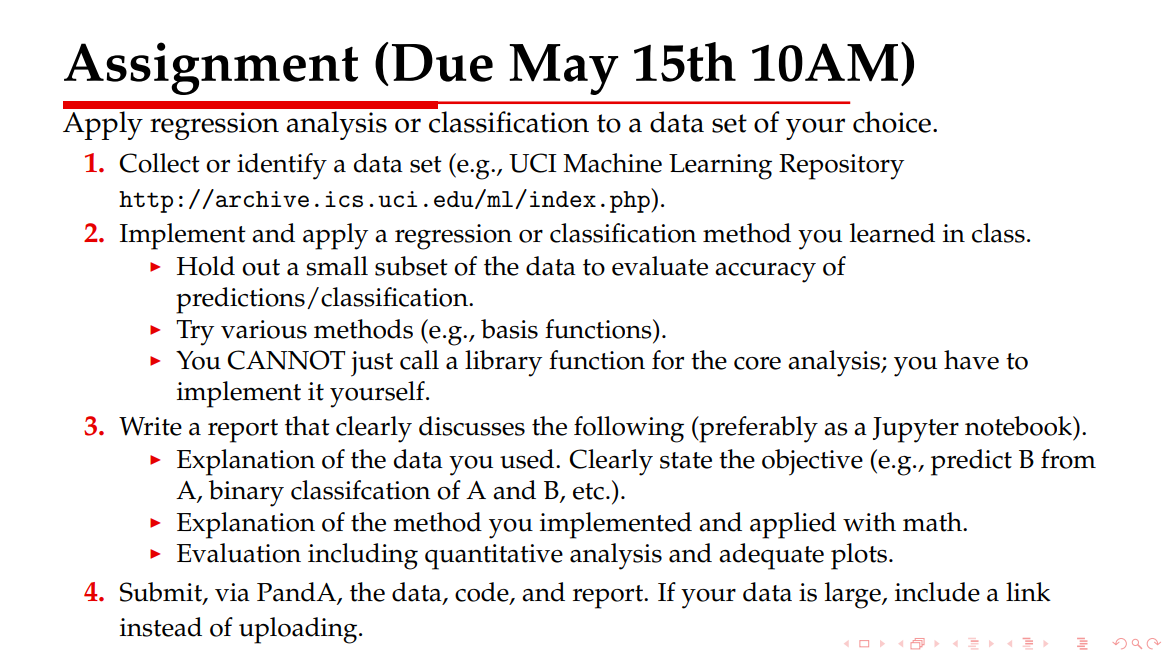 Assignment (Due May 15th 10AM)
Apply regression analysis or classification to a data set of your choice.
1. Collect or identify a data set (e.g., UCI Machine Learning Repository
http://archive.ics.uci.edu/ml/index.php).
2. Implement and apply a regression or classification method you learned in class.
▶ Hold out a small subset of the data to evaluate accuracy of
predictions/classification.
▶ Try various methods (e.g., basis functions).
▶ You CANNOT just call a library function for the core analysis; you have to
implement it yourself.
3. Write a report that clearly discusses the following (preferably as a Jupyter notebook).
▶ Explanation of the data you used. Clearly state the objective (e.g., predict B from
A, binary classifcation of A and B, etc.).
▶ Explanation of the method you implemented and applied with math.
▶ Evaluation including quantitative analysis and adequate plots.
4. Submit, via PandA, the data, code, and report. If your data is large, include a link
instead of uploading.